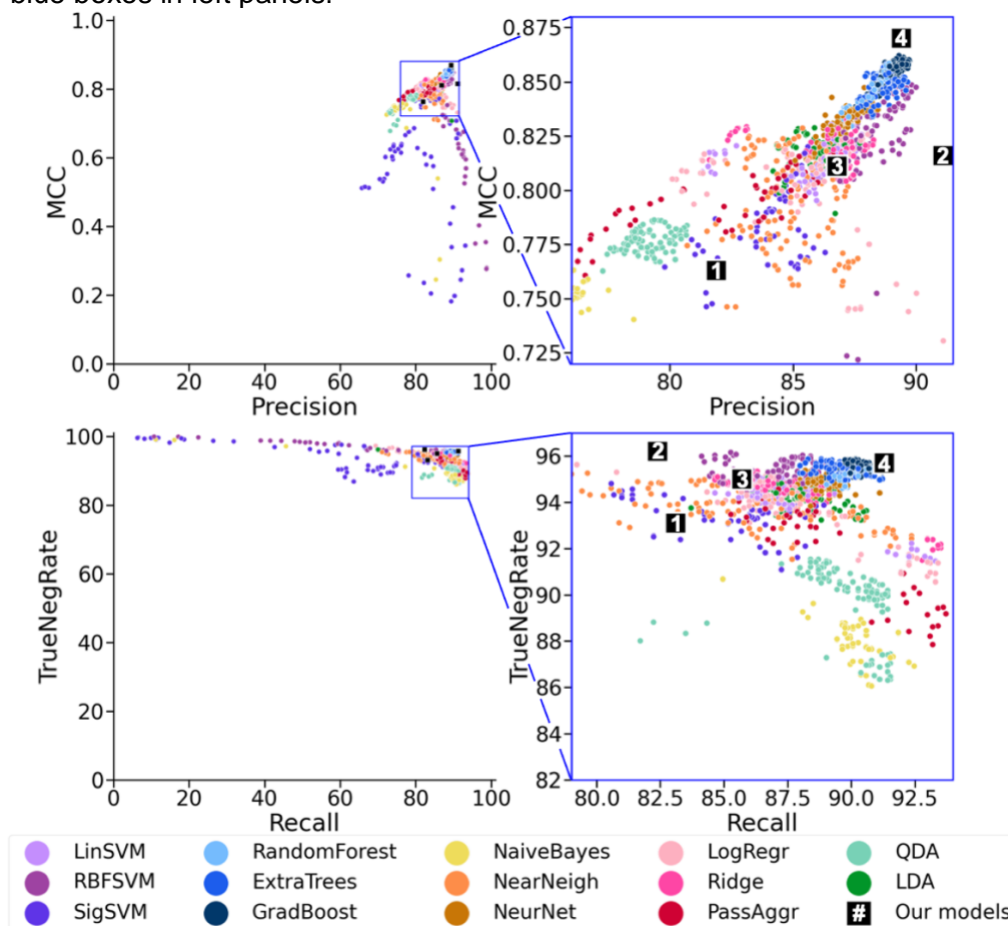 blue boxes in left panels.
1.0
0.8
0.6
0.4
0.2
0.0
MCC
0 20 40 60 80 100
Precision
0.875
0.850
0.825
0.800
0.775
0.750
0.725
MCC
4
2
3
1
80 85 90
Precision
100
80
60
40
20
0
TrueNegRate
0 20 40 60 80 100
Recall
96
94
92
90
88
86
84
82
TrueNegRate
2
4
3
1
80.0 82.5 85.0 87.5 90.0 92.5
Recall
LinSVM RandomForest NaiveBayes LogRegr QDA
RBFSVM ExtraTrees NearNeigh Ridge LDA
SigSVM GradBoost NeurNet PassAggr # Our models